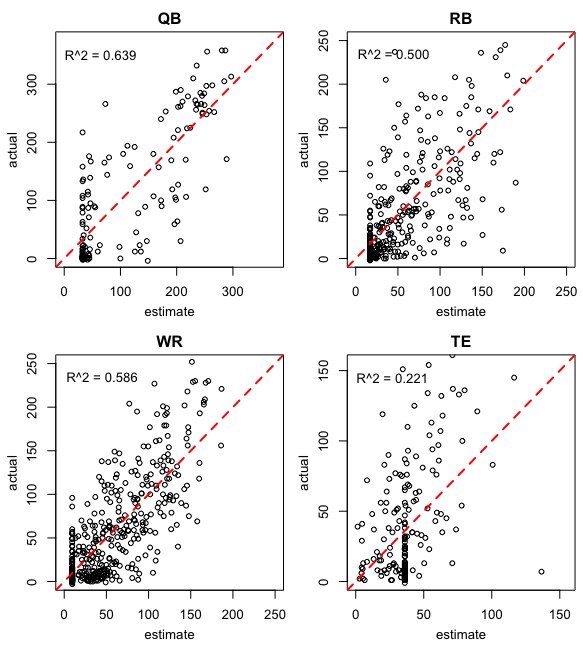 QB
R^2 = 0.639
actual
0
100
200
300
0 100 200 300
estimate
RB
R^2 = 0.500
actual
0
50
100
150
200
250
0 50 100 150 200 250
estimate
WR
R^2 = 0.586
actual
0
50
100
150
200
250
0 50 100 150 200 250
estimate
TE
R^2 = 0.221
actual
0
50
100
150
0 50 100 150
estimate